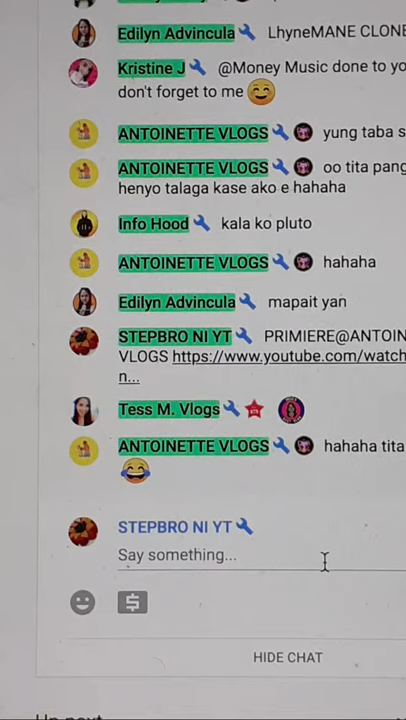 Edilyn Advincula LhyneMANE CLONE
Kristine J @Money Music done to yo
don't forget to me
ANTOINETTE VLOGS yung taba s
ANTOINETTE VLOGS oo tita pang
henyo talaga kase ako e hahaha
Info Hood kala ko pluto
ANTOINETTE VLOGS hahaha
Edilyn Advincula mapait yan
STEPBRO NI YT PRIMIERE@ANTOIN
VLOGS https://www.youtube.com/watch
n...
Tess M. Vlogs
ANTOINETTE VLOGS hahaha tita
STEPBRO NI YT
Say something...
HIDE CHAT
Up next